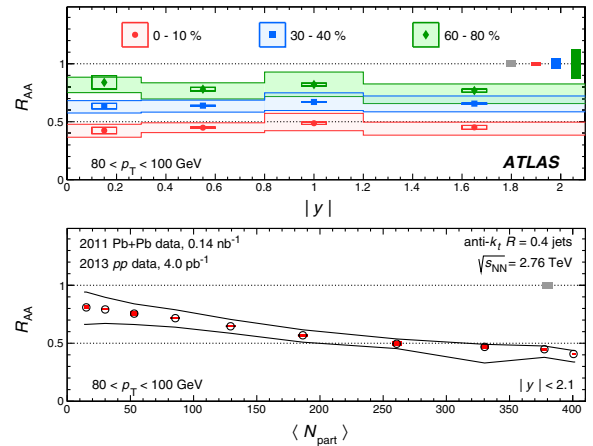 0 - 10 % 30 - 40 % 60 - 80 %
1
0.5
0
R_AA
80 < p_T < 100 GeV
ATLAS
0 0.2 0.4 0.6 0.8 1 1.2 1.4 1.6 1.8 2
| y |
2011 Pb+Pb data, 0.14 nb⁻¹
2013 pp data, 4.0 pb⁻¹
anti-k_t R = 0.4 jets
√s_NN = 2.76 TeV
1
0.5
0
R_AA
80 < p_T < 100 GeV
| y | < 2.1
0 50 100 150 200 250 300 350 400
⟨ N_part ⟩